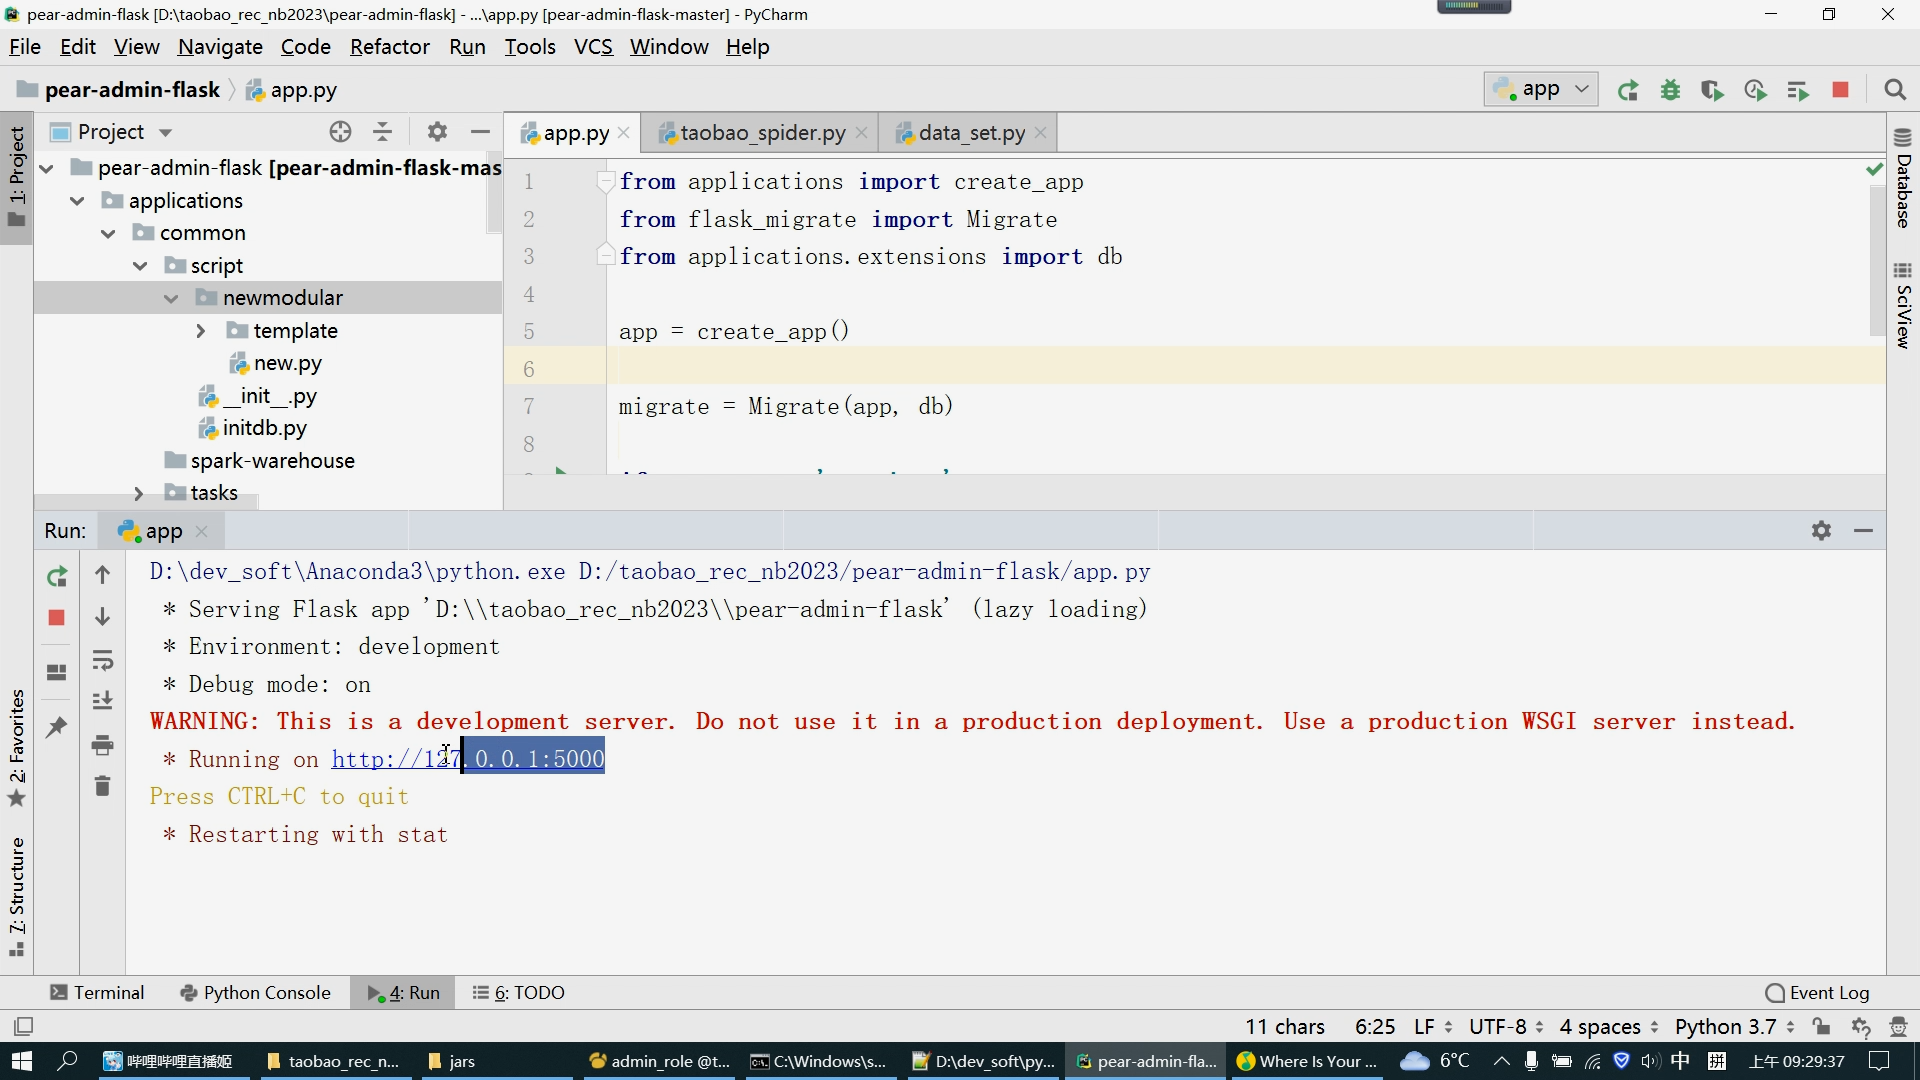 pear-admin-flask [D:\taobao_rec_nb2023\pear-admin-flask] - ...\app.py [pear-admin-flask-master] - PyCharm
File Edit View Navigate Code Refactor Run Tools VCS Window Help
pear-admin-flask app.py
app
1: Project
Project
app.py taobao_spider.py data_set.py
Database
SciView
pear-admin-flask [pear-admin-flask-mas
applications
common
script
newmodular
template
new.py
__init__.py
initdb.py
spark-warehouse
tasks
1 from applications import create_app
2 from flask_migrate import Migrate
3 from applications.extensions import db
4
5 app = create_app()
6
7 migrate = Migrate(app, db)
8
Run: app
D:\dev_soft\Anaconda3\python.exe D:/taobao_rec_nb2023/pear-admin-flask/app.py
* Serving Flask app 'D:\\taobao_rec_nb2023\\pear-admin-flask' (lazy loading)
* Environment: development
* Debug mode: on
WARNING: This is a development server. Do not use it in a production deployment. Use a production WSGI server instead.
* Running on http://127.0.0.1:5000
Press CTRL+C to quit
* Restarting with stat
2: Favorites
7: Structure
Terminal Python Console 4: Run 6: TODO Event Log
11 chars 6:25 LF UTF-8 4 spaces Python 3.7
哔哩哔哩直播姬 taobao_rec_n... jars admin_role @t... C:\Windows\s... D:\dev_soft\py... pear-admin-fla... Where Is Your ... 6°C 中 拼 上午 09:29:37